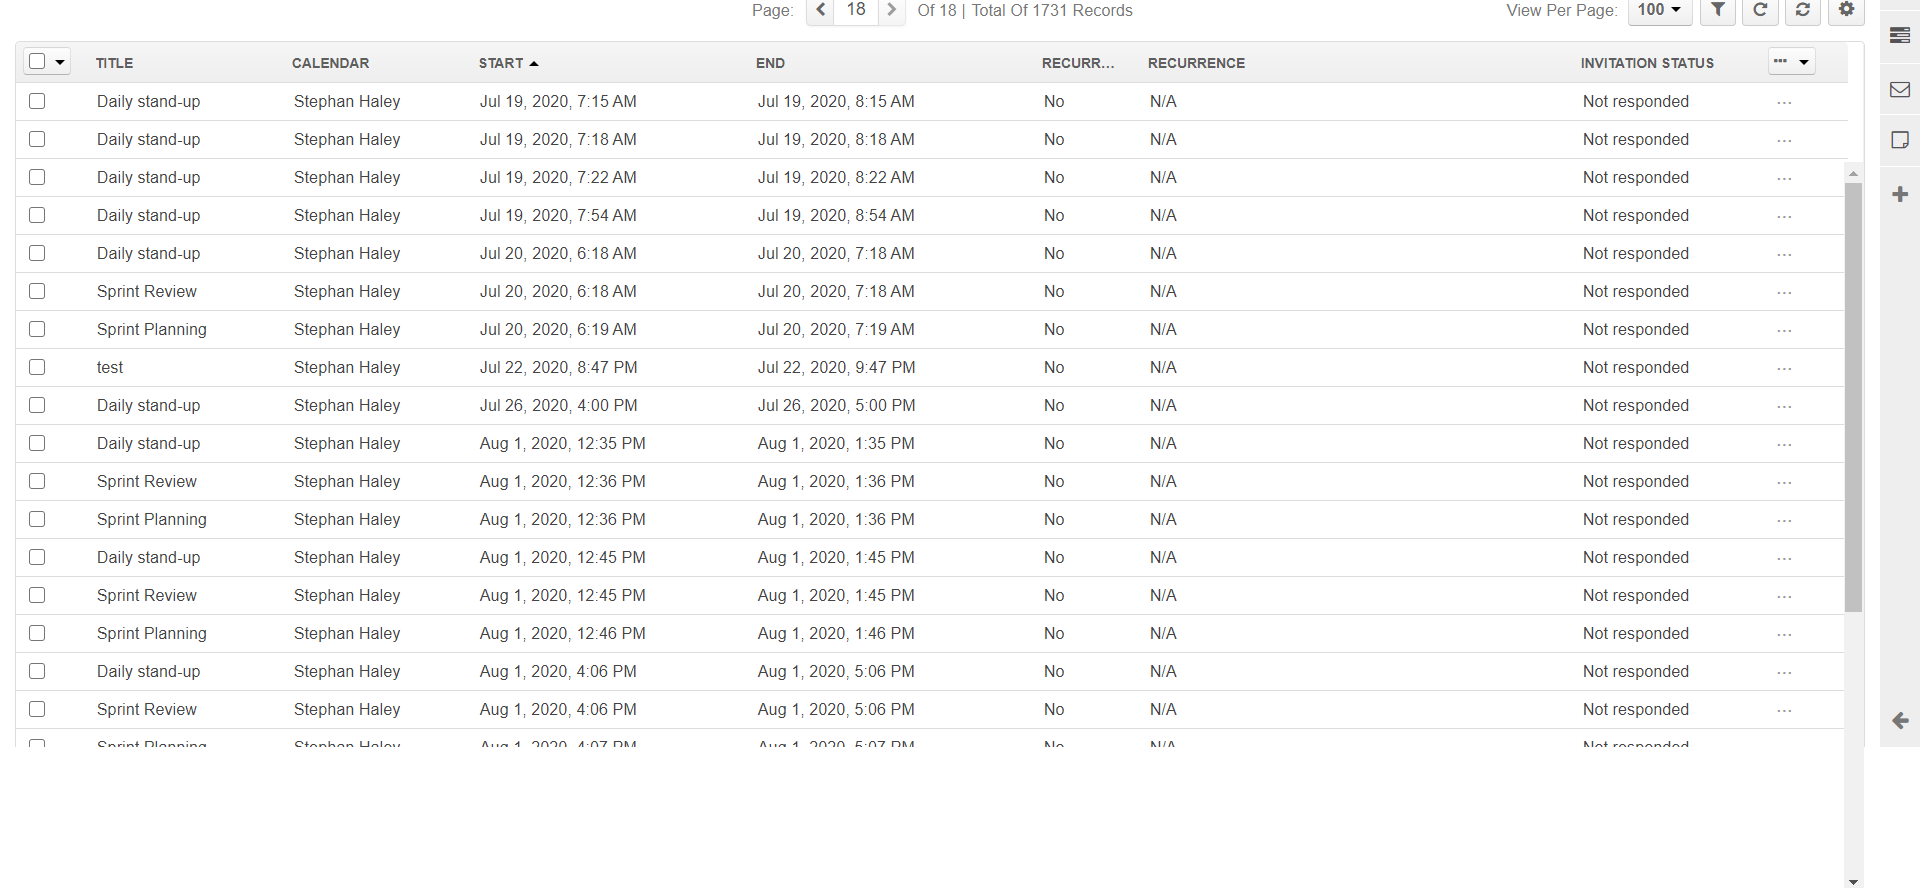 Page: 18 Of 18 | Total Of 1731 Records View Per Page: 100
TITLE CALENDAR START END RECURR... RECURRENCE INVITATION STATUS
Daily stand-up Stephan Haley Jul 19, 2020, 7:15 AM Jul 19, 2020, 8:15 AM No N/A Not responded
Daily stand-up Stephan Haley Jul 19, 2020, 7:18 AM Jul 19, 2020, 8:18 AM No N/A Not responded
Daily stand-up Stephan Haley Jul 19, 2020, 7:22 AM Jul 19, 2020, 8:22 AM No N/A Not responded
Daily stand-up Stephan Haley Jul 19, 2020, 7:54 AM Jul 19, 2020, 8:54 AM No N/A Not responded
Daily stand-up Stephan Haley Jul 20, 2020, 6:18 AM Jul 20, 2020, 7:18 AM No N/A Not responded
Sprint Review Stephan Haley Jul 20, 2020, 6:18 AM Jul 20, 2020, 7:18 AM No N/A Not responded
Sprint Planning Stephan Haley Jul 20, 2020, 6:19 AM Jul 20, 2020, 7:19 AM No N/A Not responded
test Stephan Haley Jul 22, 2020, 8:47 PM Jul 22, 2020, 9:47 PM No N/A Not responded
Daily stand-up Stephan Haley Jul 26, 2020, 4:00 PM Jul 26, 2020, 5:00 PM No N/A Not responded
Daily stand-up Stephan Haley Aug 1, 2020, 12:35 PM Aug 1, 2020, 1:35 PM No N/A Not responded
Sprint Review Stephan Haley Aug 1, 2020, 12:36 PM Aug 1, 2020, 1:36 PM No N/A Not responded
Sprint Planning Stephan Haley Aug 1, 2020, 12:36 PM Aug 1, 2020, 1:36 PM No N/A Not responded
Daily stand-up Stephan Haley Aug 1, 2020, 12:45 PM Aug 1, 2020, 1:45 PM No N/A Not responded
Sprint Review Stephan Haley Aug 1, 2020, 12:45 PM Aug 1, 2020, 1:45 PM No N/A Not responded
Sprint Planning Stephan Haley Aug 1, 2020, 12:46 PM Aug 1, 2020, 1:46 PM No N/A Not responded
Daily stand-up Stephan Haley Aug 1, 2020, 4:06 PM Aug 1, 2020, 5:06 PM No N/A Not responded
Sprint Review Stephan Haley Aug 1, 2020, 4:06 PM Aug 1, 2020, 5:06 PM No N/A Not responded
Sprint Planning Stephan Haley Aug 1, 2020, 4:07 PM Aug 1, 2020, 5:07 PM No N/A Not responded